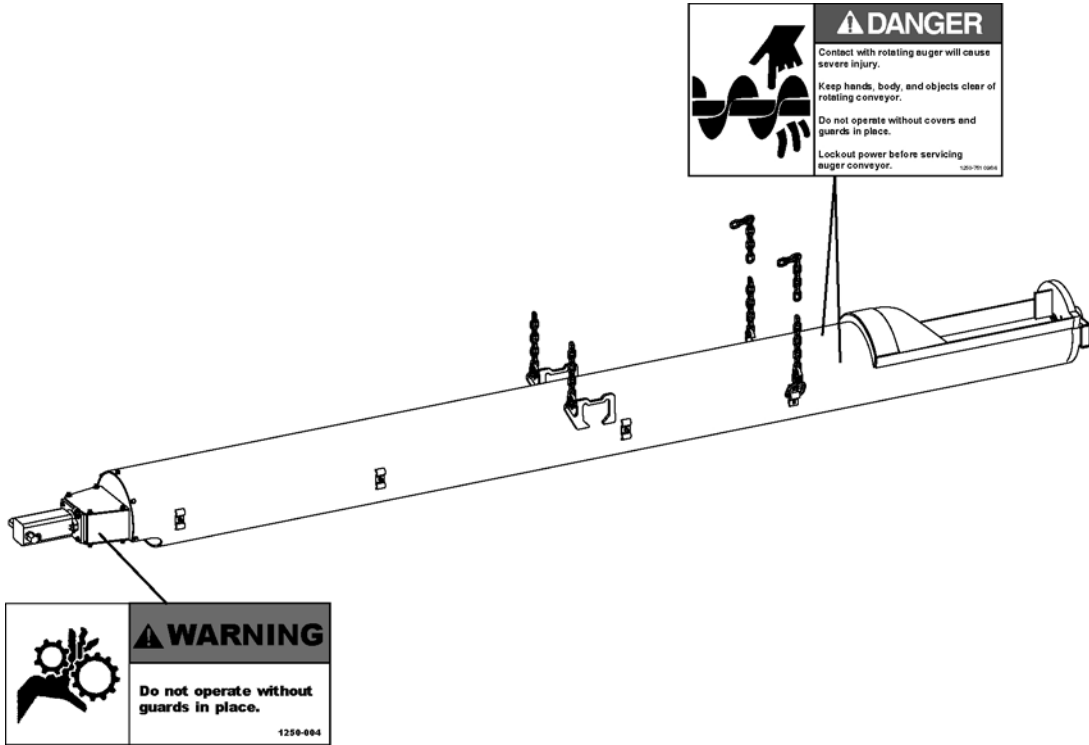 DANGER
Contact with rotating auger will cause
severe injury.
Keep hands, body, and objects clear of
rotating conveyor.
Do not operate without covers and
guards in place.
Lockout power before servicing
auger conveyor.
WARNING
Do not operate without
guards in place.
1250-004